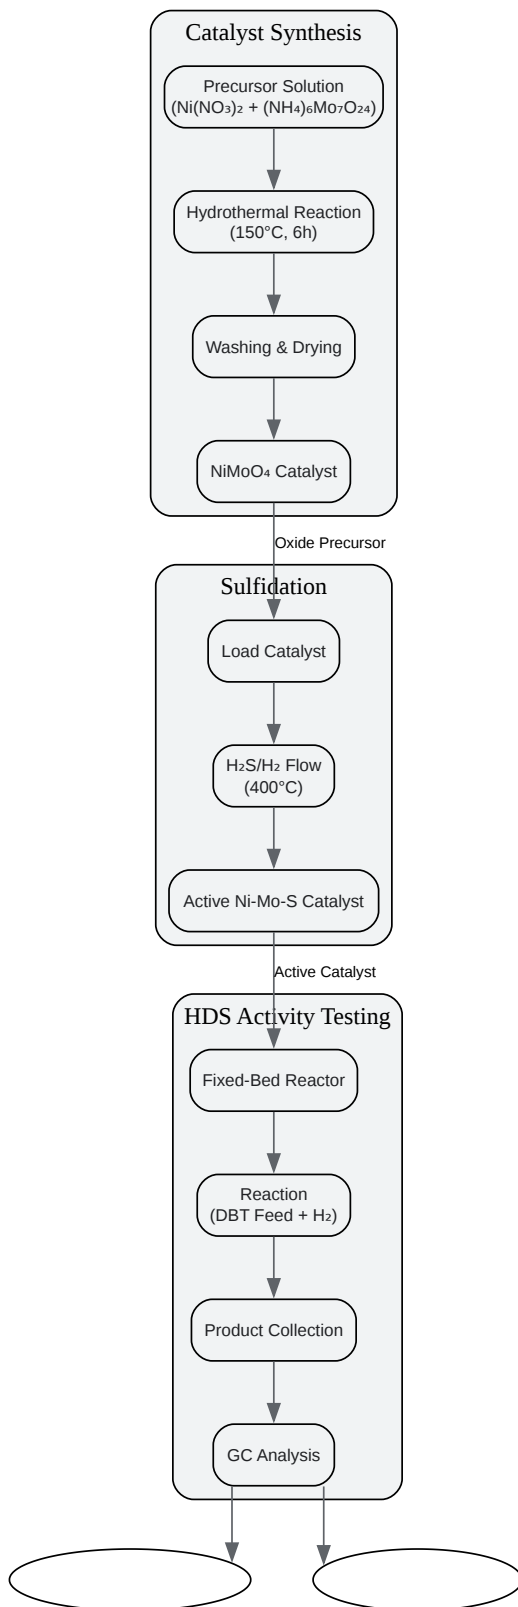 Catalyst Synthesis
Precursor Solution
(Ni(NO₃)₂ + (NH₄)₆Mo₇O₂₄)
Hydrothermal Reaction
(150°C, 6h)
Washing & Drying
NiMoO₄ Catalyst
Oxide Precursor
Sulfidation
Load Catalyst
H₂S/H₂ Flow
(400°C)
Active Ni-Mo-S Catalyst
Active Catalyst
HDS Activity Testing
Fixed-Bed Reactor
Reaction
(DBT Feed + H₂)
Product Collection
GC Analysis